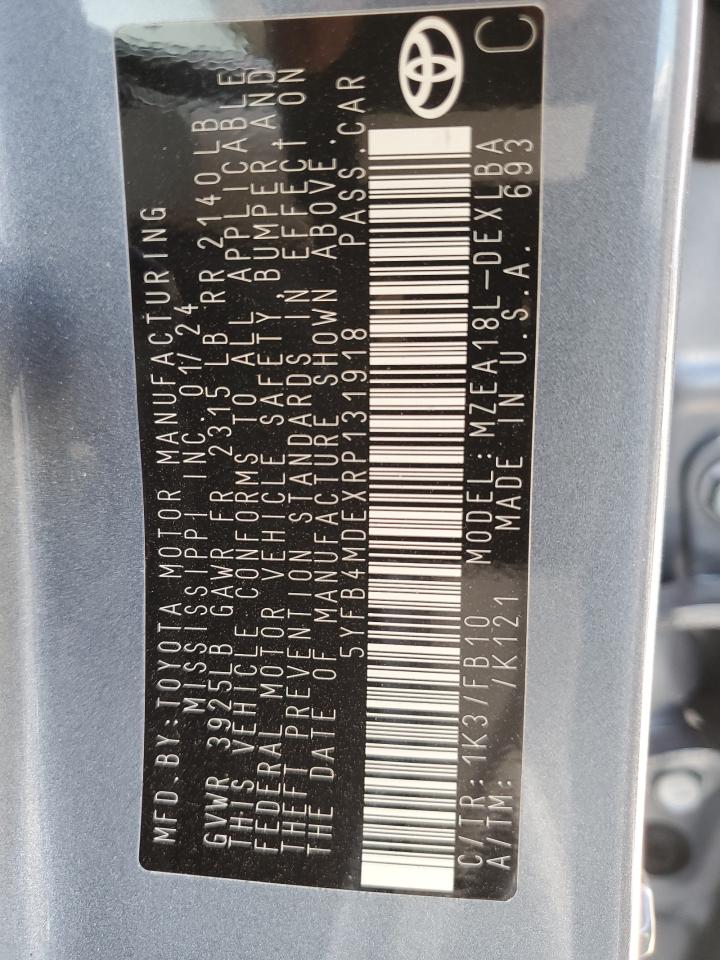 MFD.BY:TOYOTA MOTOR MANUFACTURING
MISSISSIPPI INC.01/24
GVWR 3925LB GAWR FR 2315 LB RR 2140LB
THIS VEHICLE CONFORMS TO ALL APPLICABLE
FEDERAL MOTOR VEHICLE SAFETY, BUMPER AND
THEFT PREVENTION STANDARDS IN EFFECT ON
THE DATE OF MANUFACTURE SHOWN ABOVE.
5YFB4MDEXRP131918 PASS.CAR
C/TR:1K3/FB10 MODEL:MZEA18L-DEXLBA
A/TM: /K121 MADE IN U.S.A. 693
C